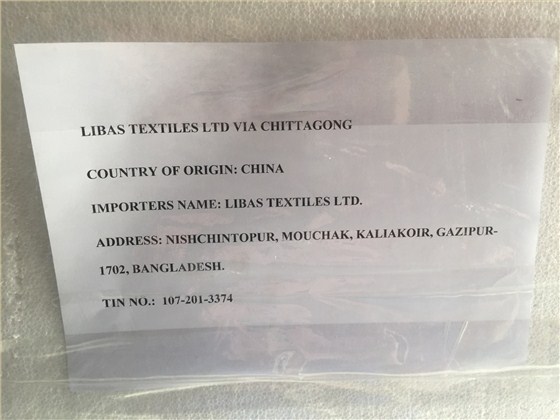 LIBAS TEXTILES LTD VIA CHITTAGONG
COUNTRY OF ORIGIN: CHINA
IMPORTERS NAME: LIBAS TEXTILES LTD.
ADDRESS: NISHCHINTOPUR, MOUCHAK, KALIAKOIR, GAZIPUR-
1702, BANGLADESH.
TIN NO.: 107-201-3374